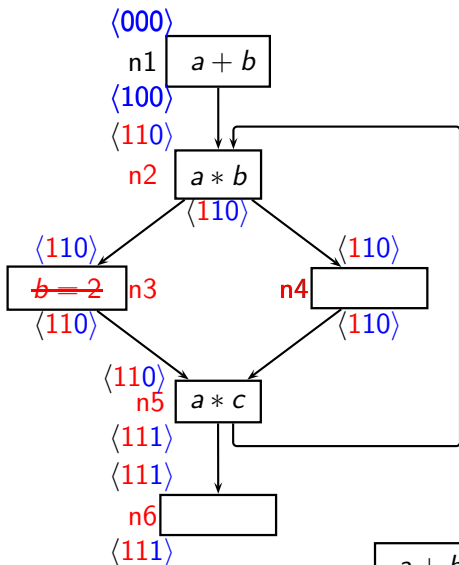 ⟨000⟩
n1 a + b
⟨100⟩
⟨110⟩
n2 a ∗ b
⟨110⟩
⟨110⟩ ⟨110⟩
b = 2 n3 n4
⟨110⟩ ⟨110⟩
⟨110⟩
n5 a ∗ c
⟨111⟩
⟨111⟩
n6
⟨111⟩
a + b